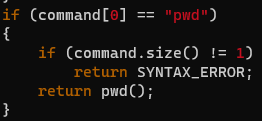 if (command[0] == "pwd")
{
    if (command.size() != 1)
        return SYNTAX_ERROR;
    return pwd();
}